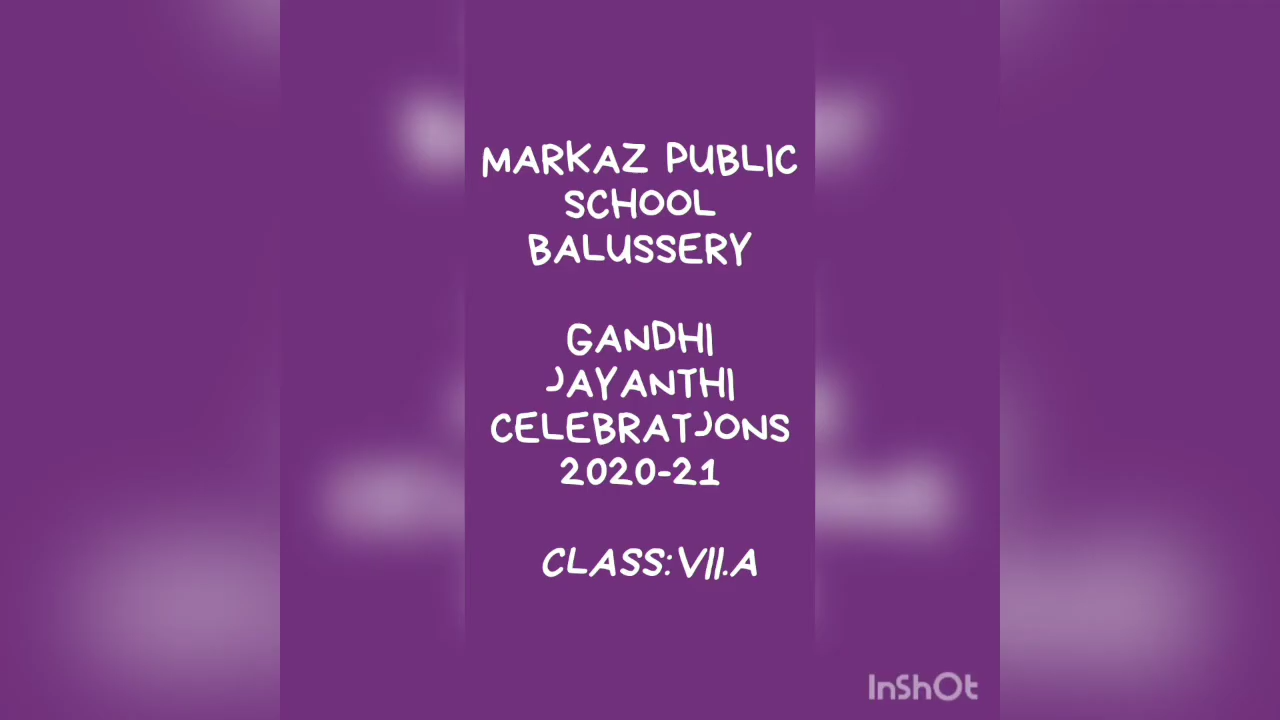 MARKAZ PUBLIC
SCHOOL
BALUSSERY
GANDHI
JAYANTHI
CELEBRATJONS
2020-21
CLASS:VII.A
InShOt